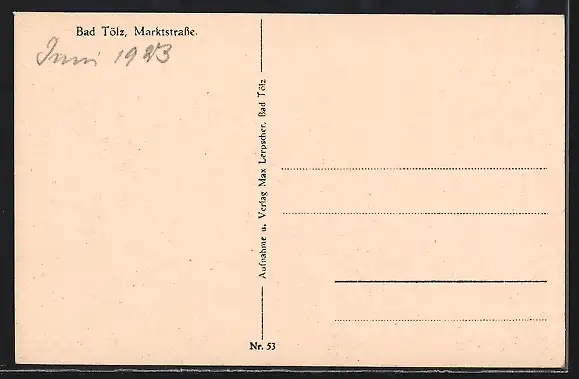 Bad Tölz, Marktstraße.
Juni 1923
Aufnahme u. Verlag Max Lerpscher, Bad Tölz
Nr. 53